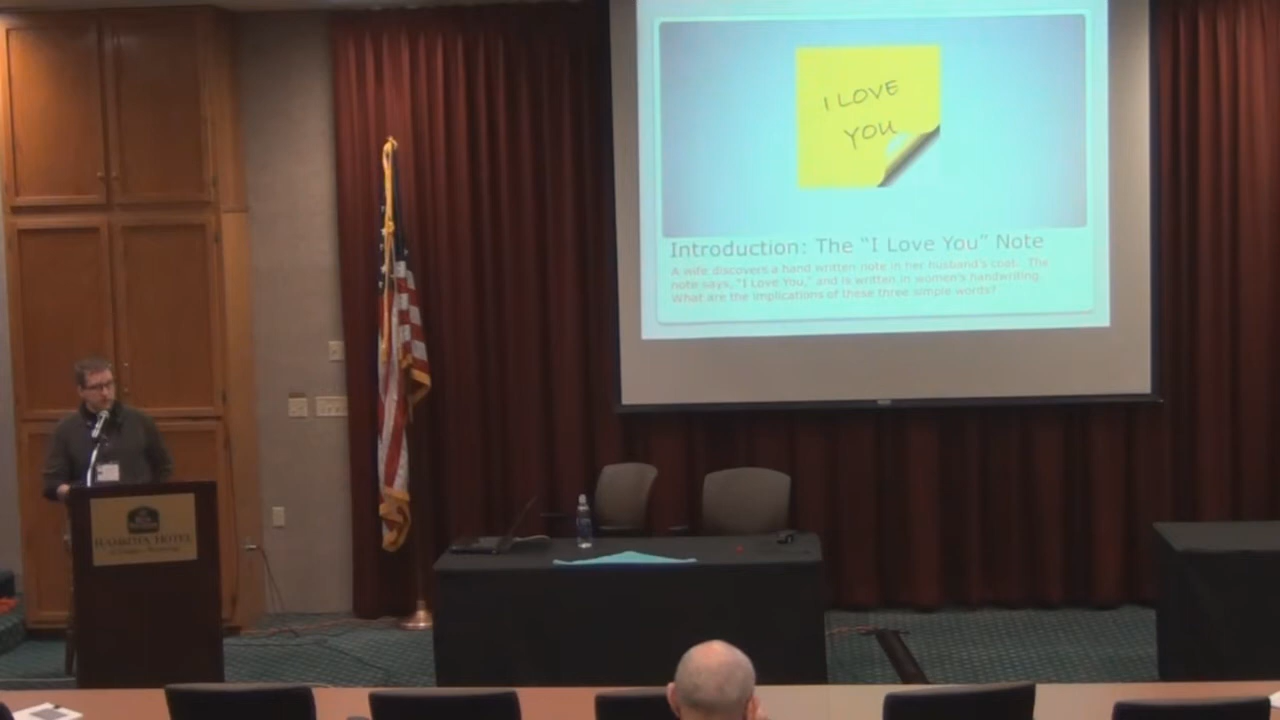 I LOVE
YOU
Introduction: The “I Love You” Note
A wife discovers a hand written note in her husband's coat. The
note says, “I Love You,” and is written in women's handwriting.
What are the implications of these three simple words?
RAMKOTA HOTEL